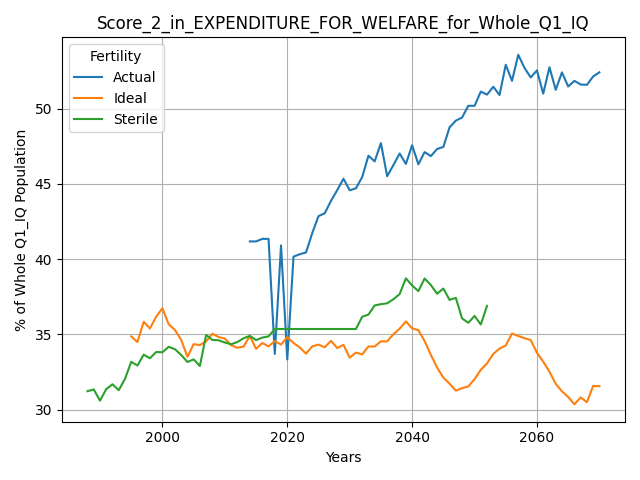 Score_2_in_EXPENDITURE_FOR_WELFARE_for_Whole_Q1_IQ
Fertility
Actual
Ideal
Sterile
% of Whole Q1_IQ Population
50
45
40
35
30
2000
2020
2040
2060
Years